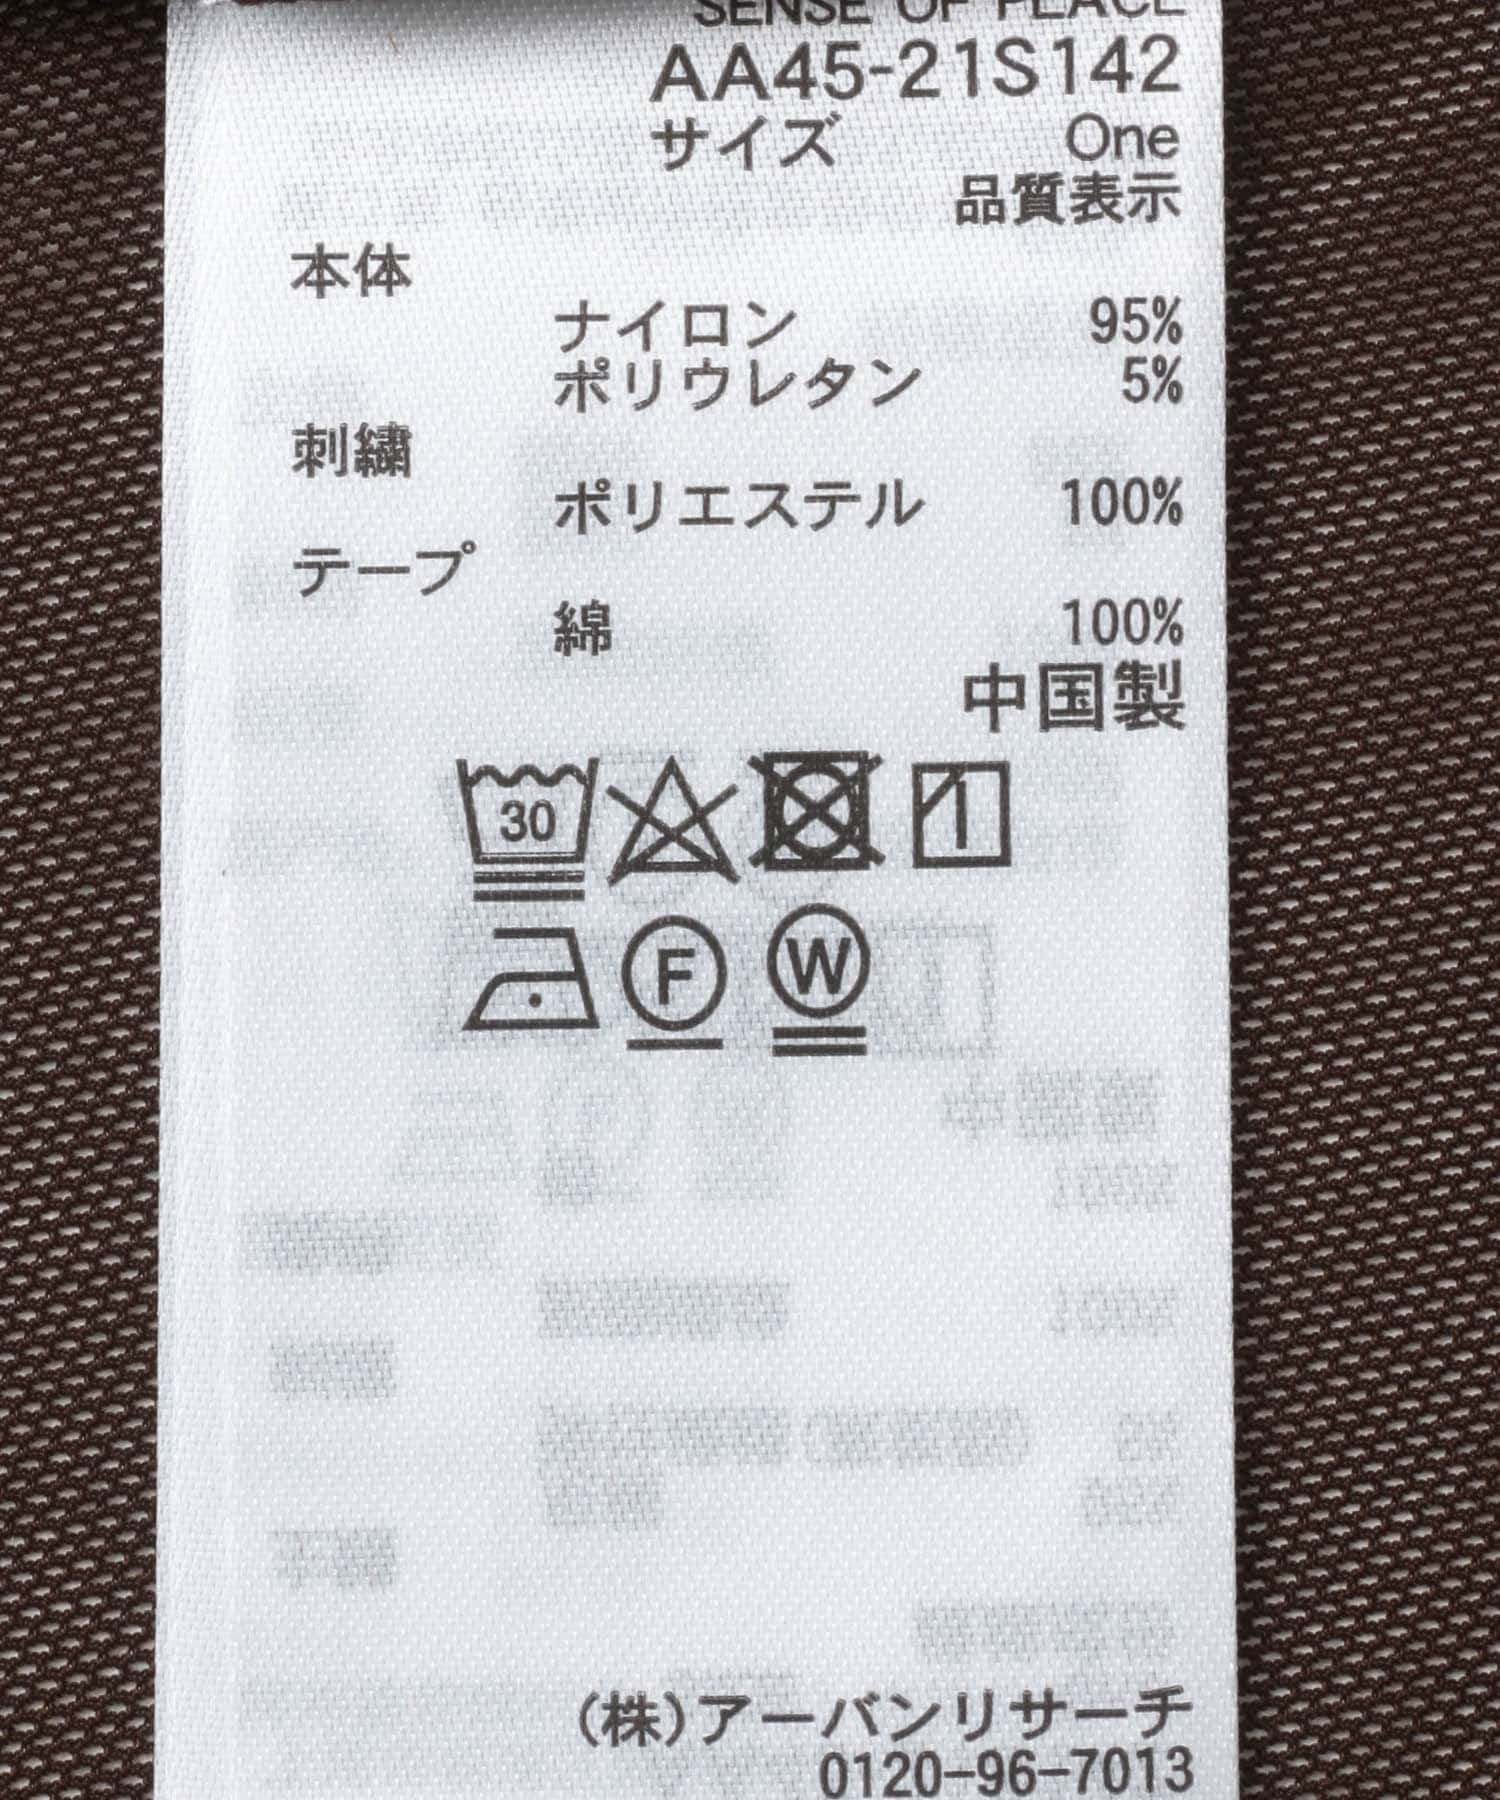 SENSE OF PLACE
AA45-21S142
サイズ One
品質表示
本体
ナイロン 95%
ポリウレタン 5%
刺繍
ポリエステル 100%
テープ
綿 100%
中国製
30
F W
(株)アーバンリサーチ
0120-96-7013